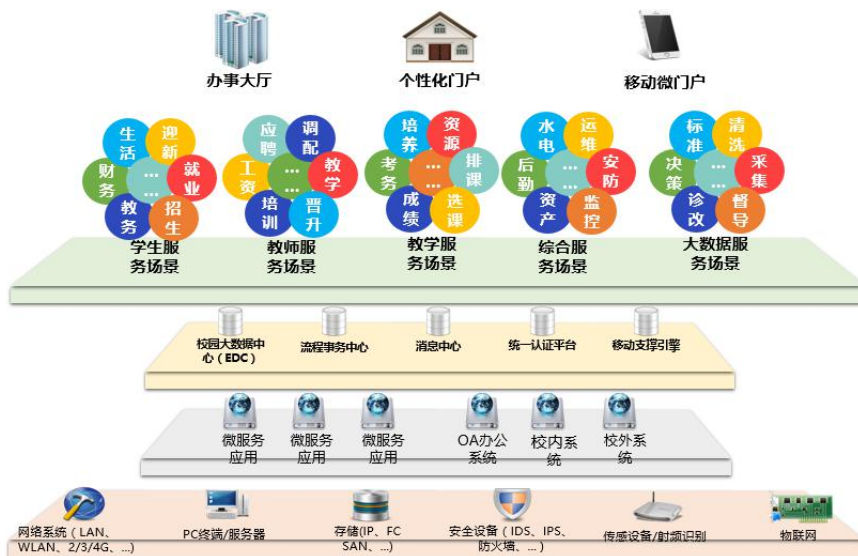 办事大厅
个性化门户
移动微门户
生活
迎新
财务
......
就业
教务
招生
应聘
调配
工资
......
教学
培训
晋升
培养
资源
考务
......
排课
成绩
选课
水电
运维
后勤
......
安防
资产
监控
标准
清洗
决策
......
采集
诊改
督导
学生服
务场景
教师服
务场景
教学服
务场景
综合服
务场景
大数据服
务场景
校园大数据中
心（EDC）
流程事务中心
消息中心
统一认证平台
移动支撑引擎
微服务
应用
微服务
应用
微服务
应用
OA办公
系统
校内系
统
校外系
统
网络系统（LAN、
WLAN、2/3/4G、...)
PC终端/服务器
存储(IP、FC
SAN、...)
安全设备（IDS、IPS、
防火墙、...）
传感设备/射频识别
物联网